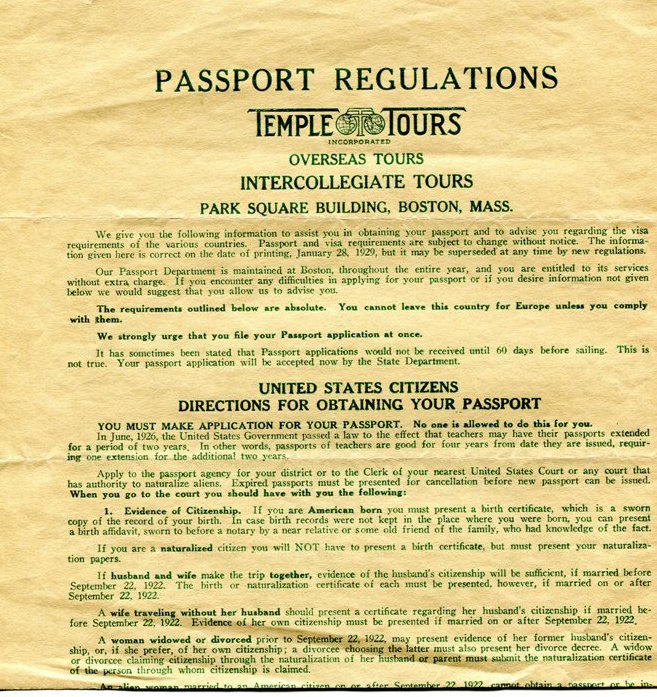 PASSPORT REGULATIONS
TEMPLE TOURS
INCORPORATED
OVERSEAS TOURS
INTERCOLLEGIATE TOURS
PARK SQUARE BUILDING, BOSTON, MASS.
We give you the following information to assist you in obtaining your passport and to advise you regarding the visa
requirements of the various countries. Passport and visa requirements are subject to change without notice. The informa-
tion given here is correct on the date of printing, January 28, 1929, but it may be superseded at any time by new regulations.
Our Passport Department is maintained at Boston, throughout the entire year, and you are entitled to its services
without extra charge. If you encounter any difficulties in applying for your passport or if you desire information not given
below we would suggest that you allow us to advise you.
The requirements outlined below are absolute. You cannot leave this country for Europe unless you comply
with them.
We strongly urge that you file your Passport application at once.
It has sometimes been stated that Passport applications would not be received until 60 days before sailing. This is
not true. Your passport application will be accepted now by the State Department.
UNITED STATES CITIZENS
DIRECTIONS FOR OBTAINING YOUR PASSPORT
YOU MUST MAKE APPLICATION FOR YOUR PASSPORT. No one is allowed to do this for you.
In June, 1926, the United States Government passed a law to the effect that teachers may have their passports extended
for a period of two years. In other words, passports of teachers are good for four years from date they are issued, requir-
ing one extension for the additional two years.
Apply to the passport agency for your district or to the Clerk of your nearest United States Court or any court that
has authority to naturalize aliens. Expired passports must be presented for cancellation before new passport can be issued.
When you go to the court you should have with you the following:
1. Evidence of Citizenship. If you are American born you must present a birth certificate, which is a sworn
copy of the record of your birth. In case birth records were not kept in the place where you were born, you can present
a birth affidavit, sworn to before a notary by a near relative or some old friend of the family, who had knowledge of the fact.
If you are a naturalized citizen you will NOT have to present a birth certificate, but must present your naturaliza-
tion papers.
If husband and wife make the trip together, evidence of the husband's citizenship will be sufficient, if married before
September 22, 1922. The birth or naturalization certificate of each must be presented, however, if married on or after
September 22, 1922.
A wife traveling without her husband should present a certificate regarding her husband's citizenship if married be-
fore September 22, 1922. Evidence of her own citizenship must be presented if married on or after September 22, 1922.
A woman widowed or divorced prior to September 22, 1922, may present evidence of her former husband's citizen-
ship, or, if she prefer, of her own citizenship; a divorcee choosing the latter must also present her divorce decree. A widow
or divorcee claiming citizenship through the naturalization of her husband or parent must submit the naturalization certificate
of the person through whom citizenship is claimed.
An alien woman married to an American citizen on or after September 22, 1922, cannot obtain a passport or be in-